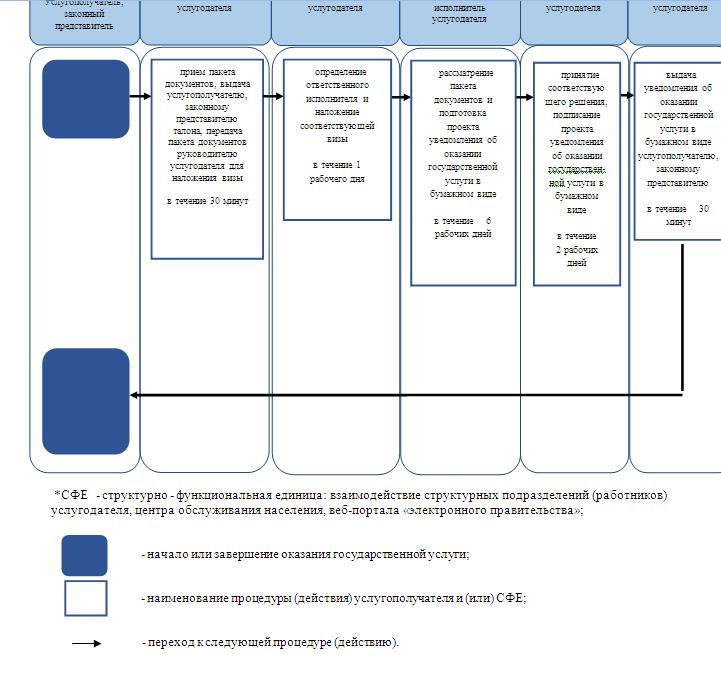 Услугополучатель,
законный
представитель
услугодателя
услугодателя
исполнитель
услугодателя
услугодателя
услугодателя
прием пакета
документов, выдача
услугополучателю,
законному
представителю
талона, передача
пакета документов
руководителю
услугодателя для
наложения визы
в течение 30 минут
определение
ответственного
исполнителя и
наложение
соответствующей
визы
в течение 1
рабочего дня
рассматрение
пакета
документов и
подготовка
проекта
уведомления об
оказании
государственной
услуги в
бумажном виде
в течение 6
рабочих дней
принятие
соответствую
щего решения,
подписание
проекта
уведомления
об оказании
государствен-
ной услуги в
бумажном
виде
в течение
2 рабочих
дней
выдача
уведомления об
оказании
государственной
услуги в
бумажном виде
услугополучателю,
законному
представителю
в течение 30
минут
*СФЕ - структурно - функциональная единица: взаимодействие структурных подразделений (работников)
услугодателя, центра обслуживания населения, веб-портала «электронного правительства»;
- начало или завершение оказания государственной услуги;
- наименование процедуры (действия) услугополучателя и (или) СФЕ;
- переход к следующей процедуре (действию).